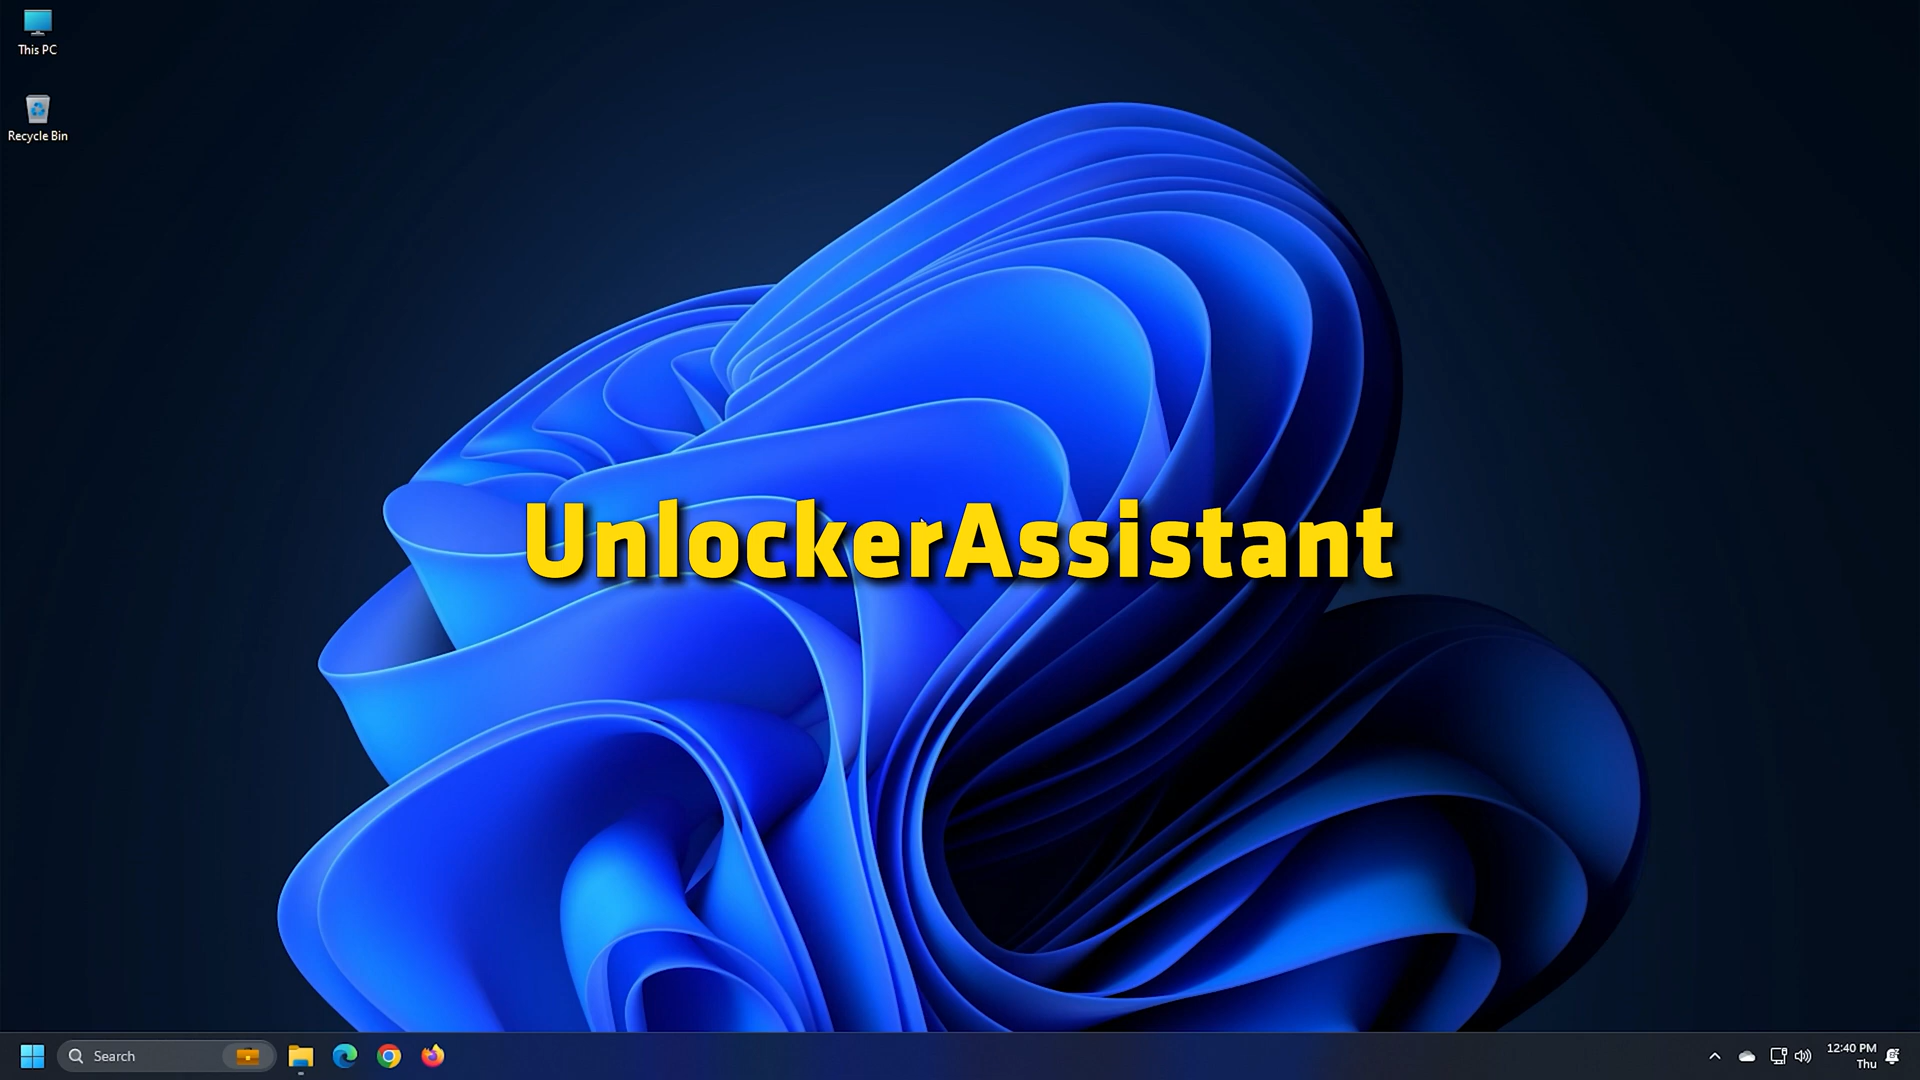 This PC
Recycle Bin
UnlockerAssistant
Search
12:40 PM
Thu